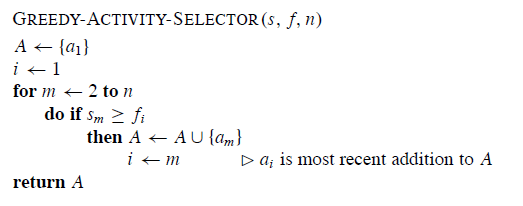 GREEDY-ACTIVITY-SELECTOR(s, f, n)
A ← {a₁}
i ← 1
for m ← 2 to n
do if sₘ ≥ fᵢ
then A ← A ∪ {aₘ}
i ← m ▷ aᵢ is most recent addition to A
return A